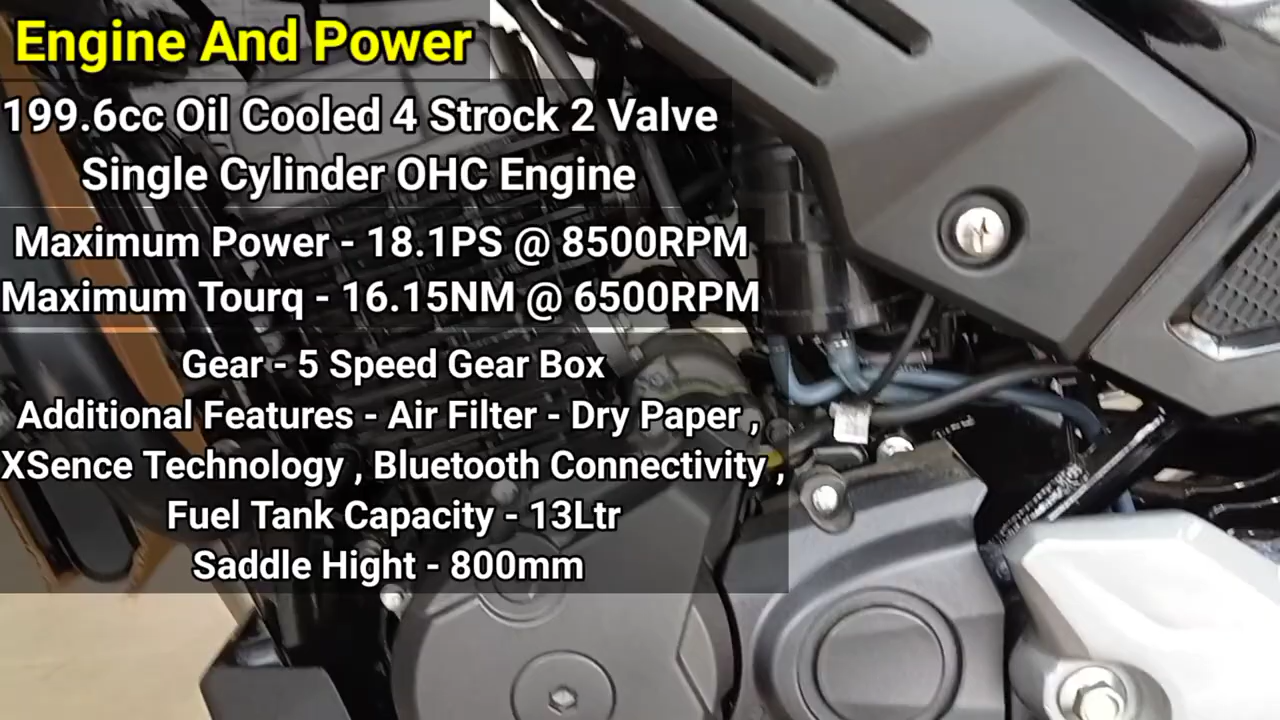 Engine And Power
199.6cc Oil Cooled 4 Strock 2 Valve
Single Cylinder OHC Engine
Maximum Power - 18.1PS @ 8500RPM
Maximum Tourq - 16.15NM @ 6500RPM
Gear - 5 Speed Gear Box
Additional Features - Air Filter - Dry Paper ,
XSence Technology , Bluetooth Connectivity ,
Fuel Tank Capacity - 13Ltr
Saddle Hight - 800mm